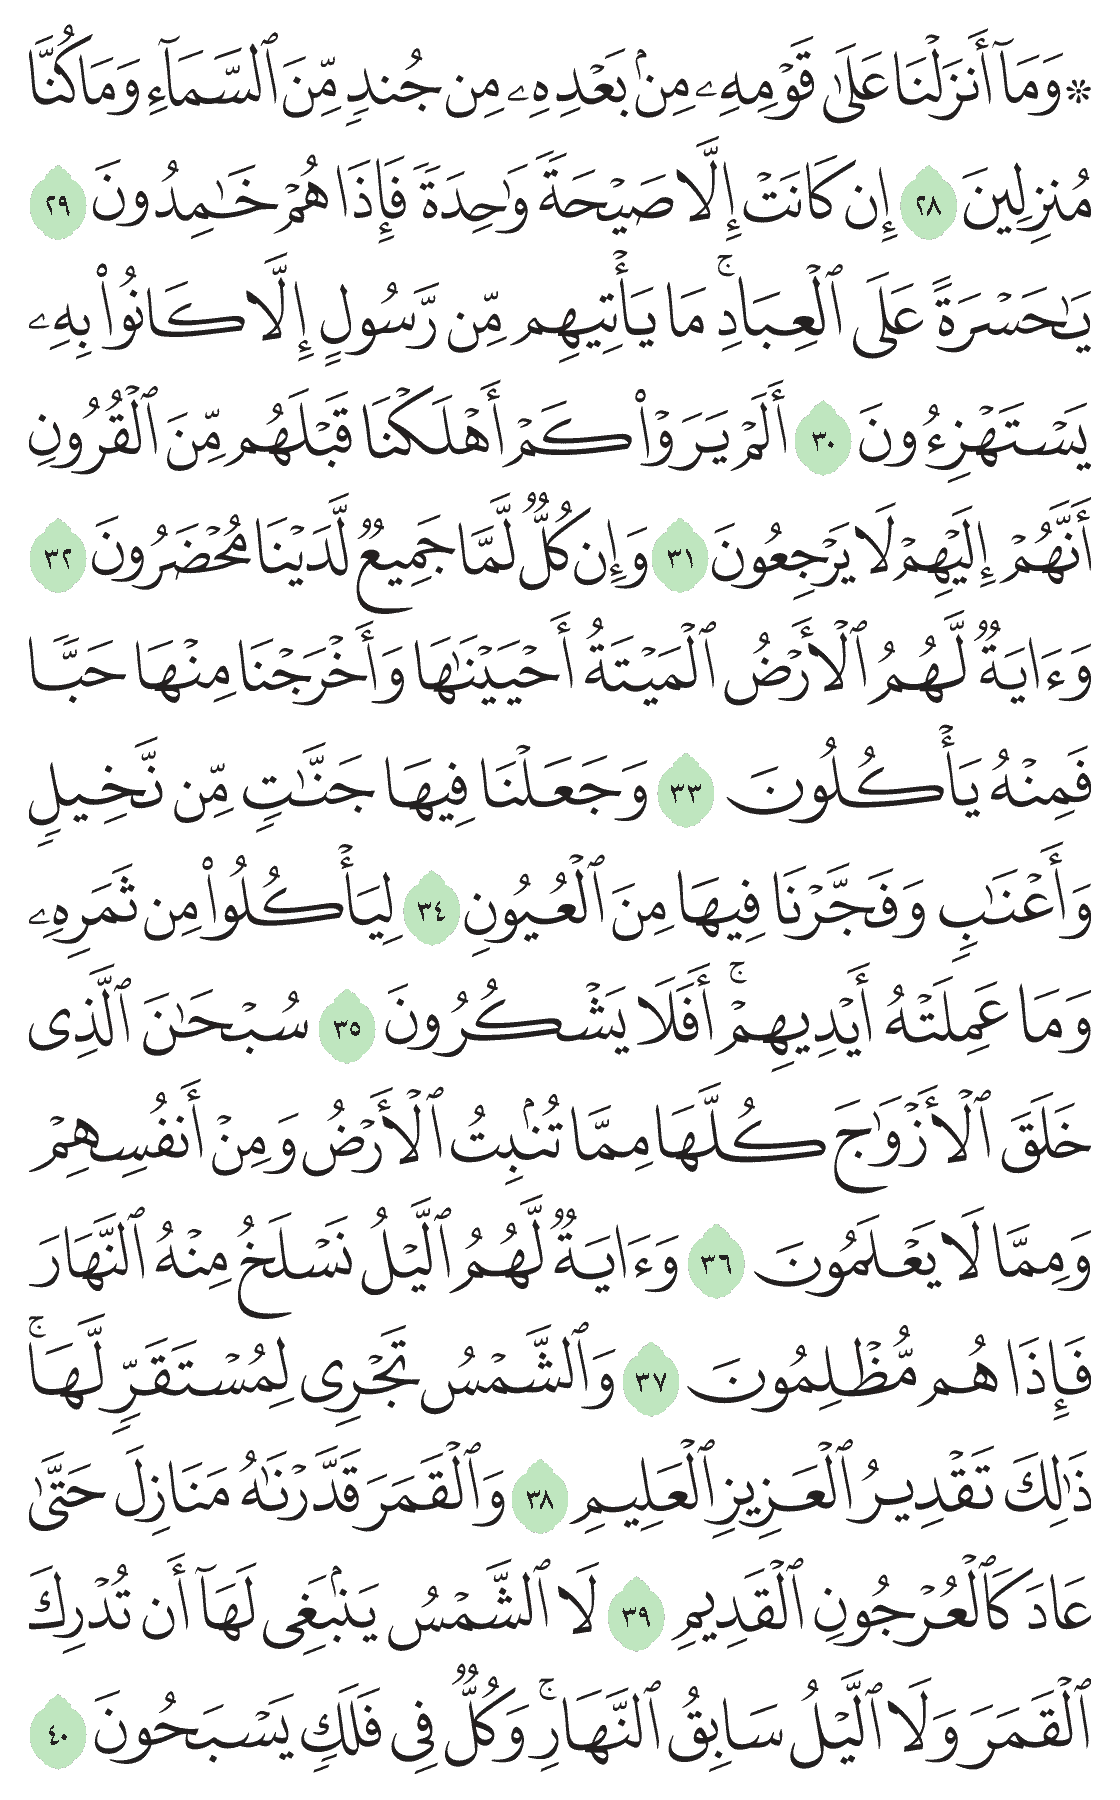 ۞ وَمَآ أَنزَلْنَا عَلَىٰ قَوْمِهِۦ مِنۢ بَعْدِهِۦ مِن جُندٍ مِّنَ ٱلسَّمَآءِ وَمَا كُنَّا
مُنزِلِينَ ٢٨ إِن كَانَتْ إِلَّا صَيْحَةً وَٰحِدَةً فَإِذَا هُمْ خَـٰمِدُونَ ٢٩
يَـٰحَسْرَةً عَلَى ٱلْعِبَادِ ۚ مَا يَأْتِيهِم مِّن رَّسُولٍ إِلَّا كَانُوا۟ بِهِۦ
يَسْتَهْزِءُونَ ٣٠ أَلَمْ يَرَوْا۟ كَمْ أَهْلَكْنَا قَبْلَهُم مِّنَ ٱلْقُرُونِ
أَنَّهُمْ إِلَيْهِمْ لَا يَرْجِعُونَ ٣١ وَإِن كُلٌّ لَّمَّا جَمِيعٌ لَّدَيْنَا مُحْضَرُونَ ٣٢
وَءَايَةٌ لَّهُمُ ٱلْأَرْضُ ٱلْمَيْتَةُ أَحْيَيْنَـٰهَا وَأَخْرَجْنَا مِنْهَا حَبًّا
فَمِنْهُ يَأْكُلُونَ ٣٣ وَجَعَلْنَا فِيهَا جَنَّـٰتٍ مِّن نَّخِيلٍ
وَأَعْنَـٰبٍ وَفَجَّرْنَا فِيهَا مِنَ ٱلْعُيُونِ ٣٤ لِيَأْكُلُوا۟ مِن ثَمَرِهِۦ
وَمَا عَمِلَتْهُ أَيْدِيهِمْ ۚ أَفَلَا يَشْكُرُونَ ٣٥ سُبْحَـٰنَ ٱلَّذِى
خَلَقَ ٱلْأَزْوَٰجَ كُلَّهَا مِمَّا تُنۢبِتُ ٱلْأَرْضُ وَمِنْ أَنفُسِهِمْ
وَمِمَّا لَا يَعْلَمُونَ ٣٦ وَءَايَةٌ لَّهُمُ ٱلَّيْلُ نَسْلَخُ مِنْهُ ٱلنَّهَارَ
فَإِذَا هُم مُّظْلِمُونَ ٣٧ وَٱلشَّمْسُ تَجْرِى لِمُسْتَقَرٍّ لَّهَا ۚ
ذَٰلِكَ تَقْدِيرُ ٱلْعَزِيزِ ٱلْعَلِيمِ ٣٨ وَٱلْقَمَرَ قَدَّرْنَـٰهُ مَنَازِلَ حَتَّىٰ
عَادَ كَٱلْعُرْجُونِ ٱلْقَدِيمِ ٣٩ لَا ٱلشَّمْسُ يَنۢبَغِى لَهَآ أَن تُدْرِكَ
ٱلْقَمَرَ وَلَا ٱلَّيْلُ سَابِقُ ٱلنَّهَارِ ۚ وَكُلٌّ فِى فَلَكٍ يَسْبَحُونَ ٤٠